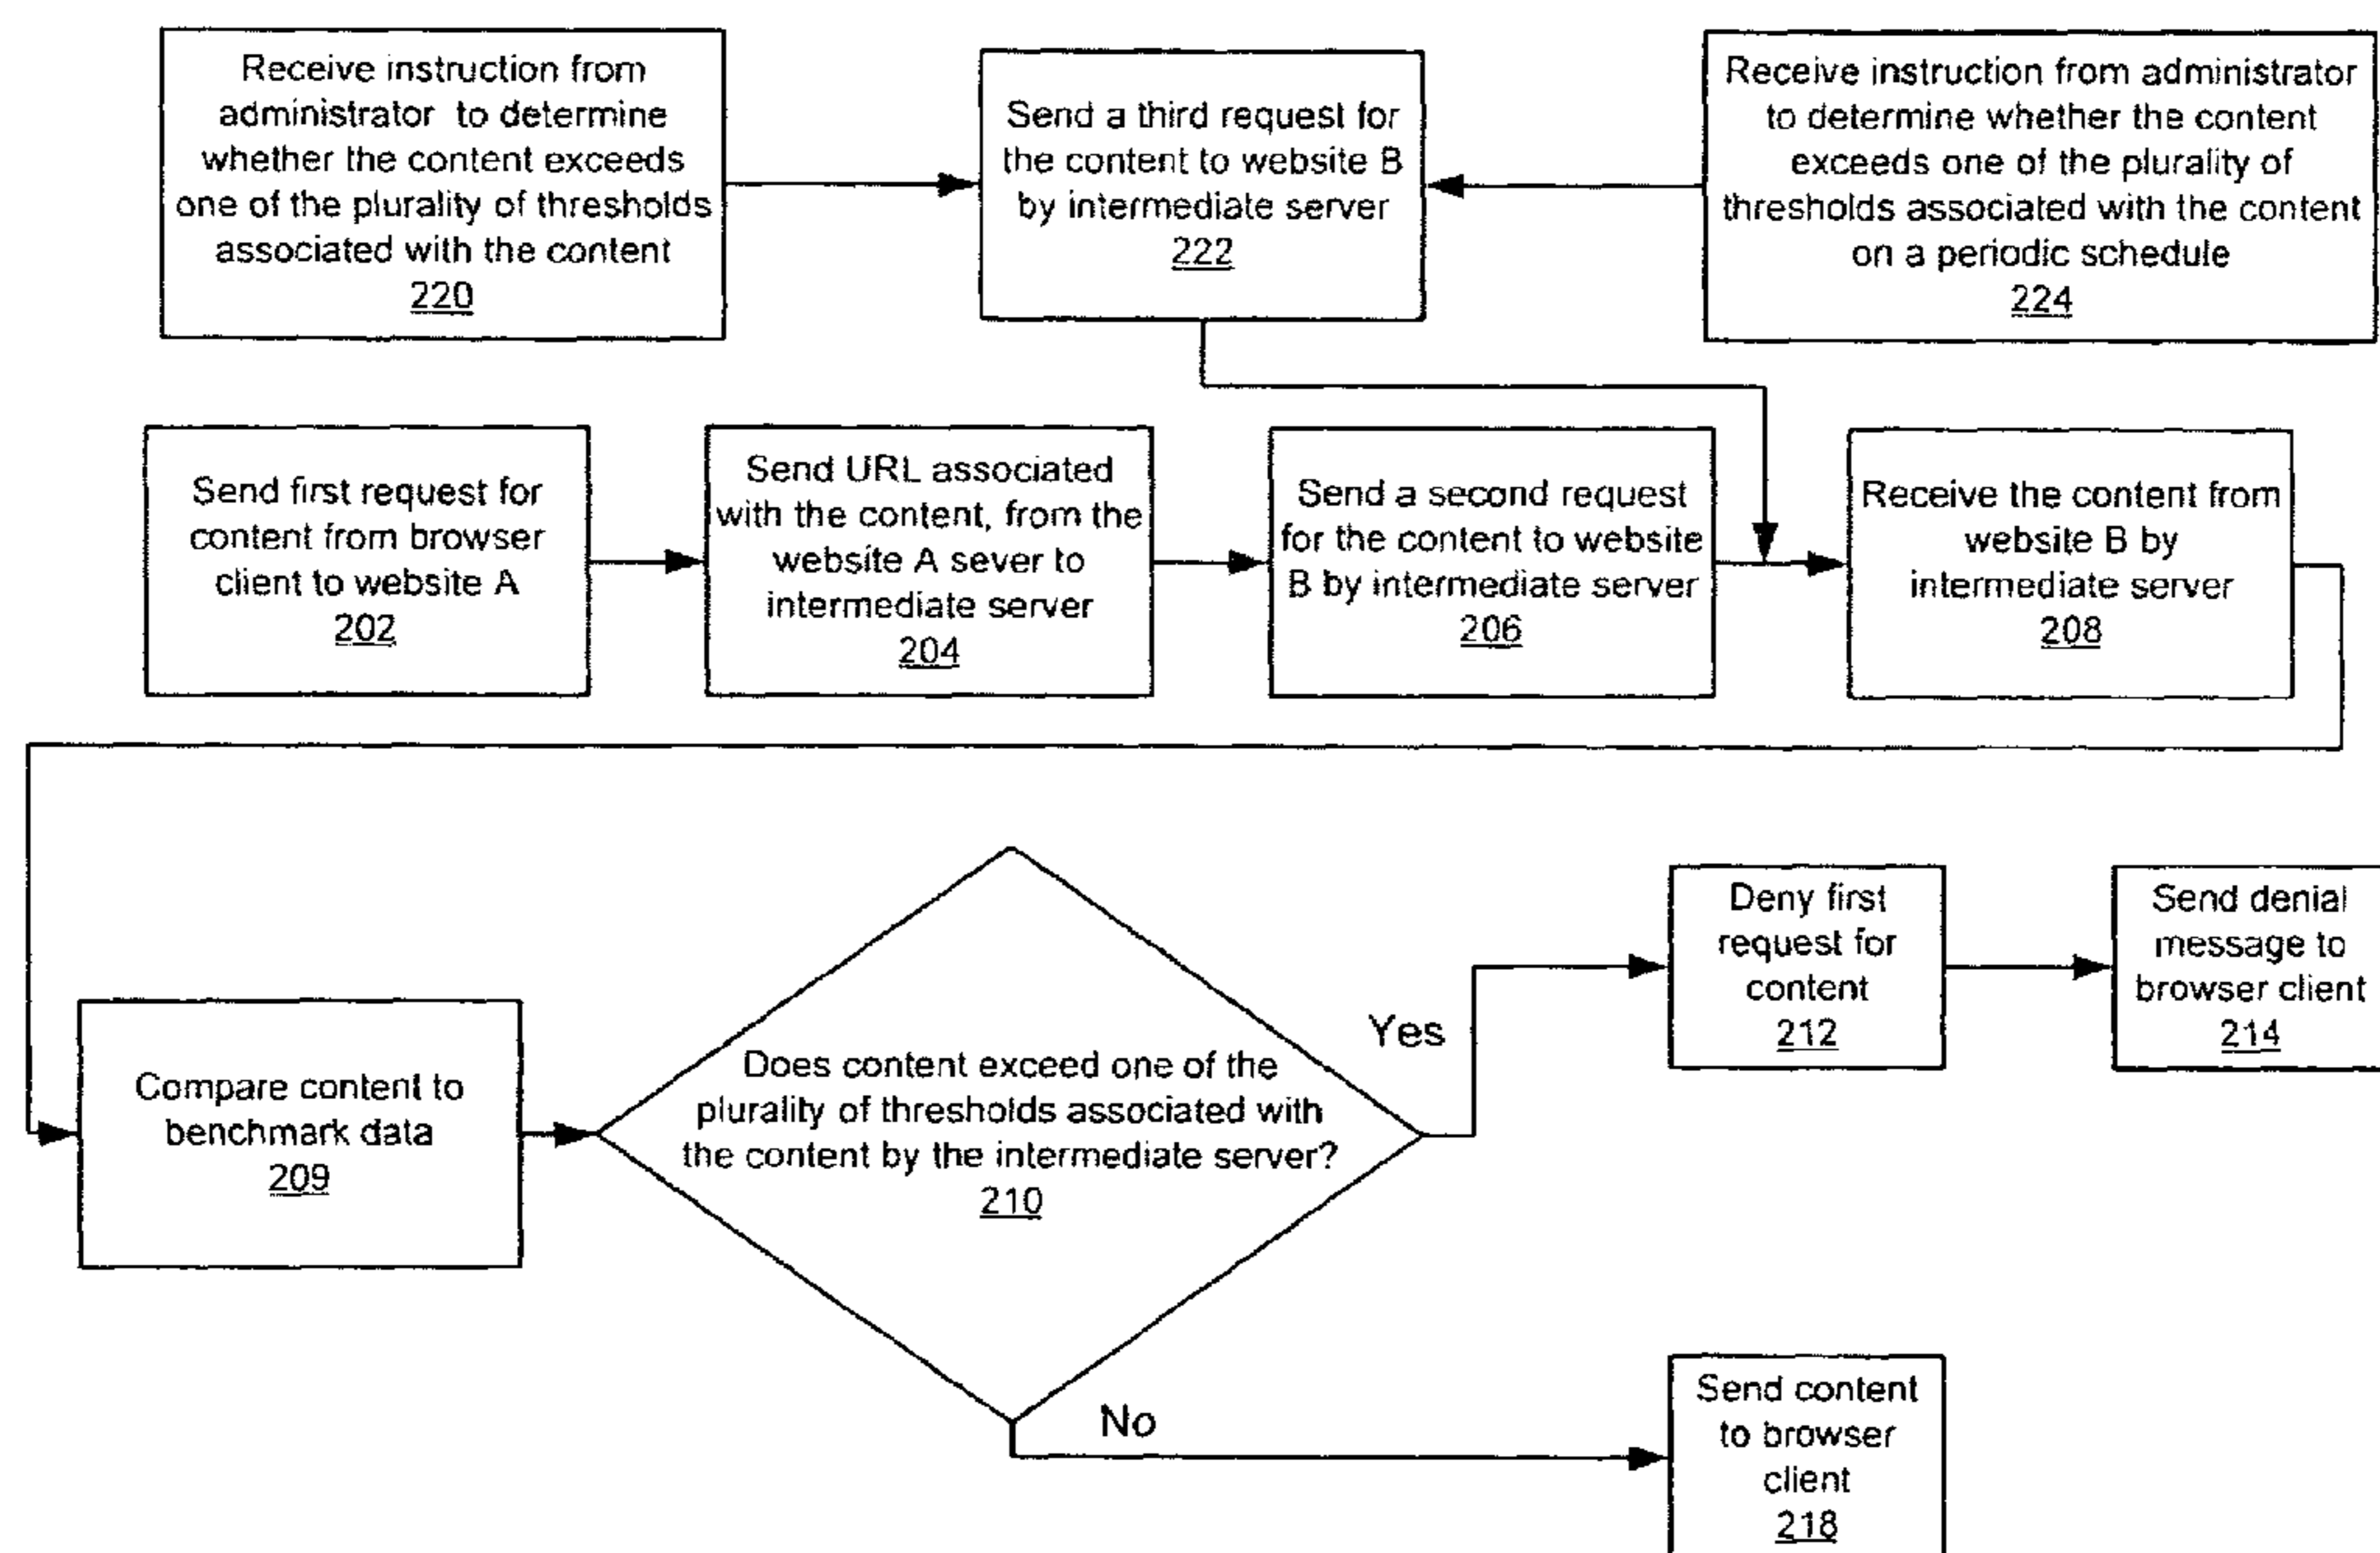 Receive instruction from
administrator to determine
whether the content exceeds
one of the plurality of thresholds
associated with the content
220
Send a third request for
the content to website B
by intermediate server
222
Receive instruction from administrator
to determine whether the content
exceeds one of the plurality of
thresholds associated with the content
on a periodic schedule
224
Send first request for
content from browser
client to website A
202
Send URL associated
with the content, from the
website A sever to
intermediate server
204
Send a second request
for the content to website
B by intermediate server
206
Receive the content from
website B by
intermediate server
208
Compare content to
benchmark data
209
Does content exceed one of the
plurality of thresholds associated with
the content by the intermediate server?
210
Yes
Deny first
request for
content
212
Send denial
message to
browser client
214
No
Send content
to browser
client
218